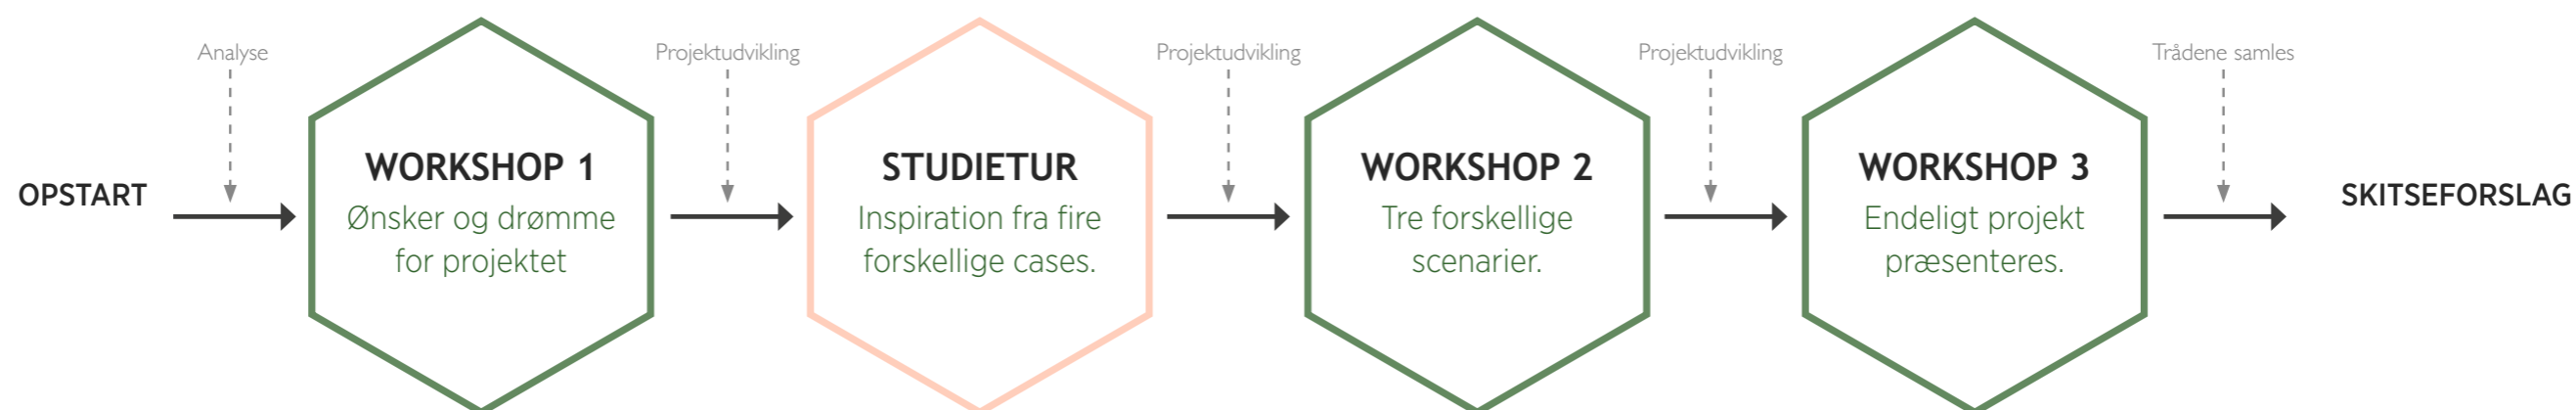 OPSTART
Analyse
WORKSHOP 1
Ønsker og drømme
for projektet
Projektudvikling
STUDIETUR
Inspiration fra fire
forskellige cases.
Projektudvikling
WORKSHOP 2
Tre forskellige
scenarier.
Projektudvikling
WORKSHOP 3
Endeligt projekt
præsenteres.
Trådene samles
SKITSEFORSLAG